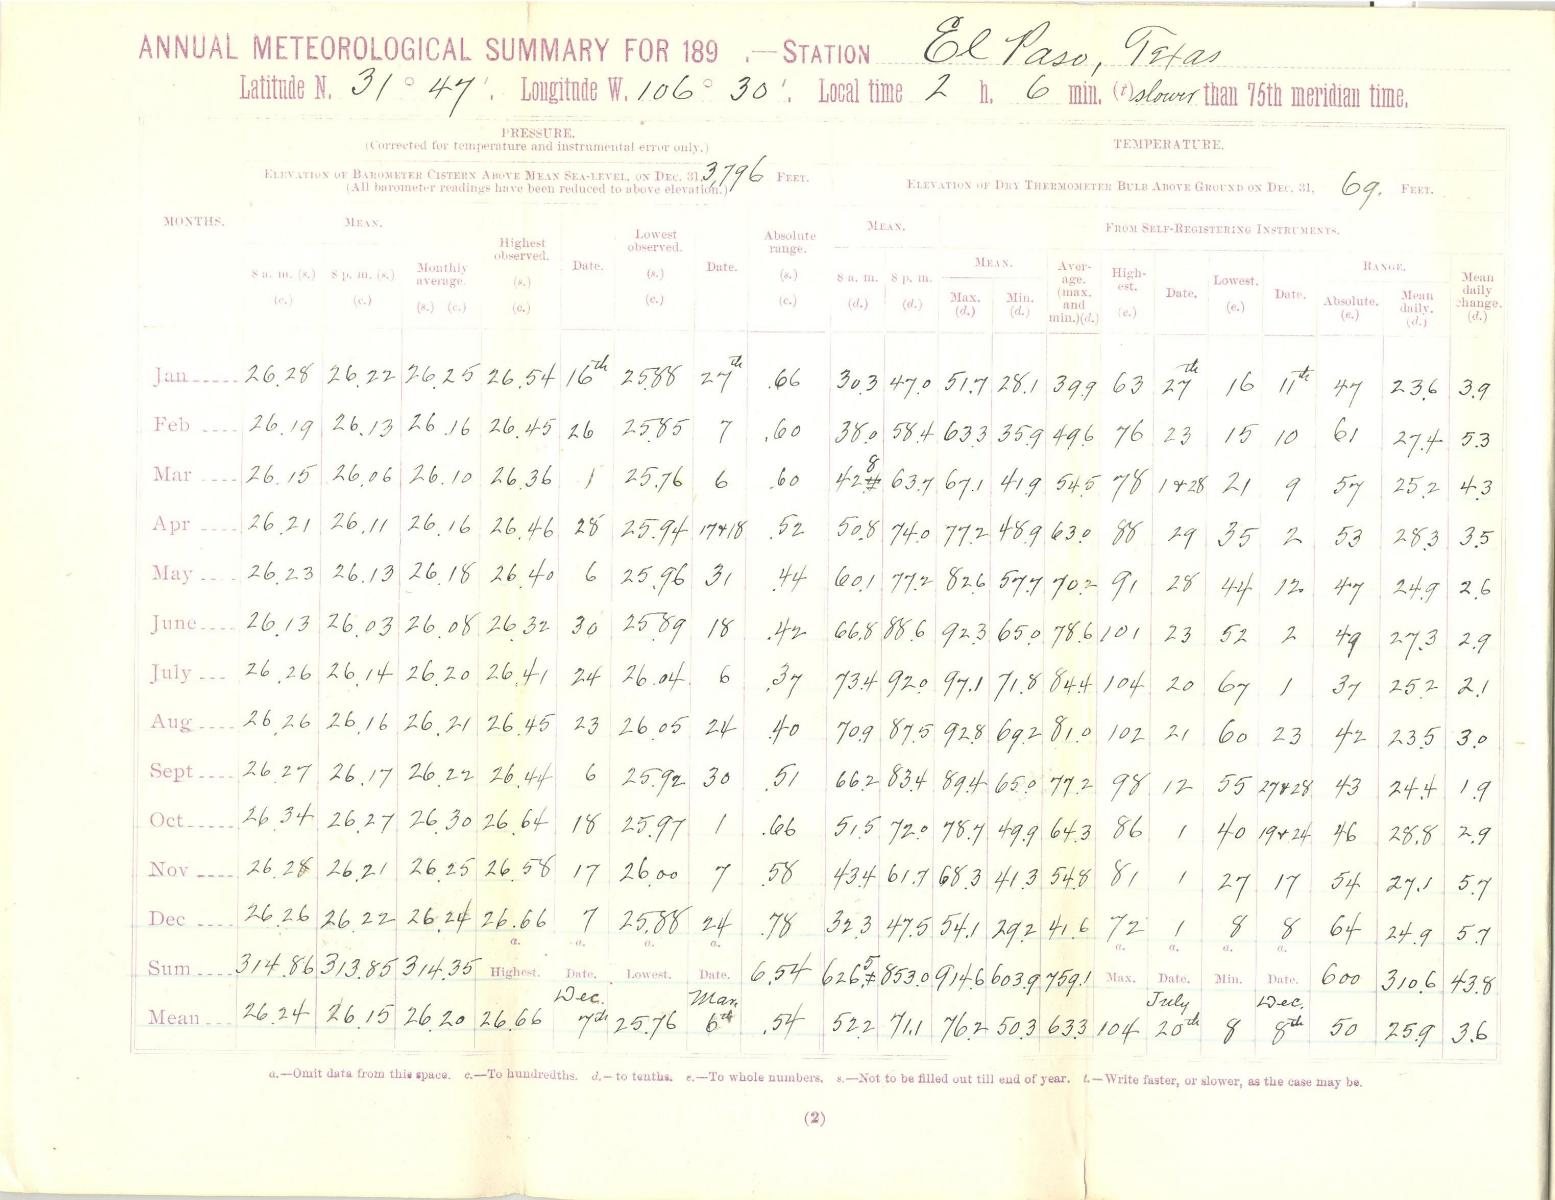 ANNUAL METEOROLOGICAL SUMMARY FOR 189 .—STATION El Paso, Texas
Latitude N. 31° 47'. Longitude W. 106° 30'. Local time 2 h. 6 min. (t) slower than 75th meridian time.
PRESSURE. TEMPERATURE.
(Corrected for temperature and instrumental error only.)
ELEVATION OF BAROMETER CISTERN ABOVE MEAN SEA-LEVEL, ON DEC. 31, 3,796 FEET. ELEVATION OF DRY THERMOMETER BULB ABOVE GROUND ON DEC. 31, 69. FEET.
(All barometer readings have been reduced to above elevation.)
MONTHS. MEAN. Highest observed. (s.) (c.) Date. Lowest observed. (s.) (c.) Date. Absolute range. (s.) (c.) MEAN. FROM SELF-REGISTERING INSTRUMENTS.
8 a. m. (s.) (c.) 8 p. m. (s.) (c.) Monthly average. (s.) (c.) 8 a. m. (d.) 8 p. m. (d.) MEAN. Max. (d.) Min. (d.) Average. (max. and min.) (d.) Highest. (e.) Date. Lowest. (e.) Date. RANGE. Absolute. (e.) Mean daily. (d.) Mean daily change. (d.)
Jan 26.28 26.22 26.25 26.54 16th 25.88 27th .66 30.3 47.0 51.7 28.1 39.9 63 27th 16 11th 47 23.6 3.9
Feb 26.19 26.13 26.16 26.45 26 25.85 7 .60 38.0 58.4 63.3 35.9 49.6 76 23 15 10 61 27.4 5.3
Mar 26.15 26.06 26.10 26.36 1 25.76 6 .60 42.8 63.7 67.1 41.9 54.5 78 1+28 21 9 57 25.2 4.3
Apr 26.21 26.11 26.16 26.46 28 25.94 17+18 .52 50.8 74.0 77.2 48.9 63.0 88 29 35 2 53 28.3 3.5
May 26.23 26.13 26.18 26.40 6 25.96 31 .44 60.1 77.2 82.6 57.7 70.2 91 28 44 12 47 24.9 2.6
June 26.13 26.03 26.08 26.32 30 25.89 18 .42 66.8 88.6 92.3 65.0 78.6 101 23 52 2 49 27.3 2.9
July 26.26 26.14 26.20 26.41 24 26.04 6 .37 73.4 92.0 97.1 71.8 84.4 104 20 67 1 37 25.2 2.1
Aug 26.26 26.16 26.21 26.45 23 26.05 24 .40 70.9 87.5 92.8 69.2 81.0 102 21 60 23 42 23.5 3.0
Sept 26.27 26.17 26.22 26.44 6 25.92 30 .51 66.2 83.4 89.4 65.0 77.2 98 12 55 27+28 43 24.4 1.9
Oct 26.34 26.27 26.30 26.64 18 25.97 1 .66 51.5 72.0 78.7 49.9 64.3 86 1 40 19+24 46 28.8 2.9
Nov 26.28 26.21 26.25 26.58 17 26.00 7 .58 43.4 61.7 68.3 41.3 54.8 81 1 27 17 54 27.1 5.7
Dec 26.26 26.22 26.24 26.66 7 25.88 24 .78 32.3 47.5 54.1 29.2 41.6 72 1 8 8 64 24.9 5.7
a. a. a. a. a. a. a. a.
Sum 314.86 313.85 314.35 Highest. Date. Lowest. Date. 6.54 626.5 853.0 914.6 603.9 759.1 Max. Date. Min. Date. 600 310.6 43.8
Mean 26.24 26.15 26.20 26.66 Dec. 7th 25.76 Mar 6th .54 52.2 71.1 76.2 50.3 63.3 104 July 20th 8 Dec. 8th 50 25.9 3.6
a.—Omit data from this space. c.—To hundredths. d.—to tenths. e.—To whole numbers. s.—Not to be filled out till end of year. t.—Write faster, or slower, as the case may be.
(2)